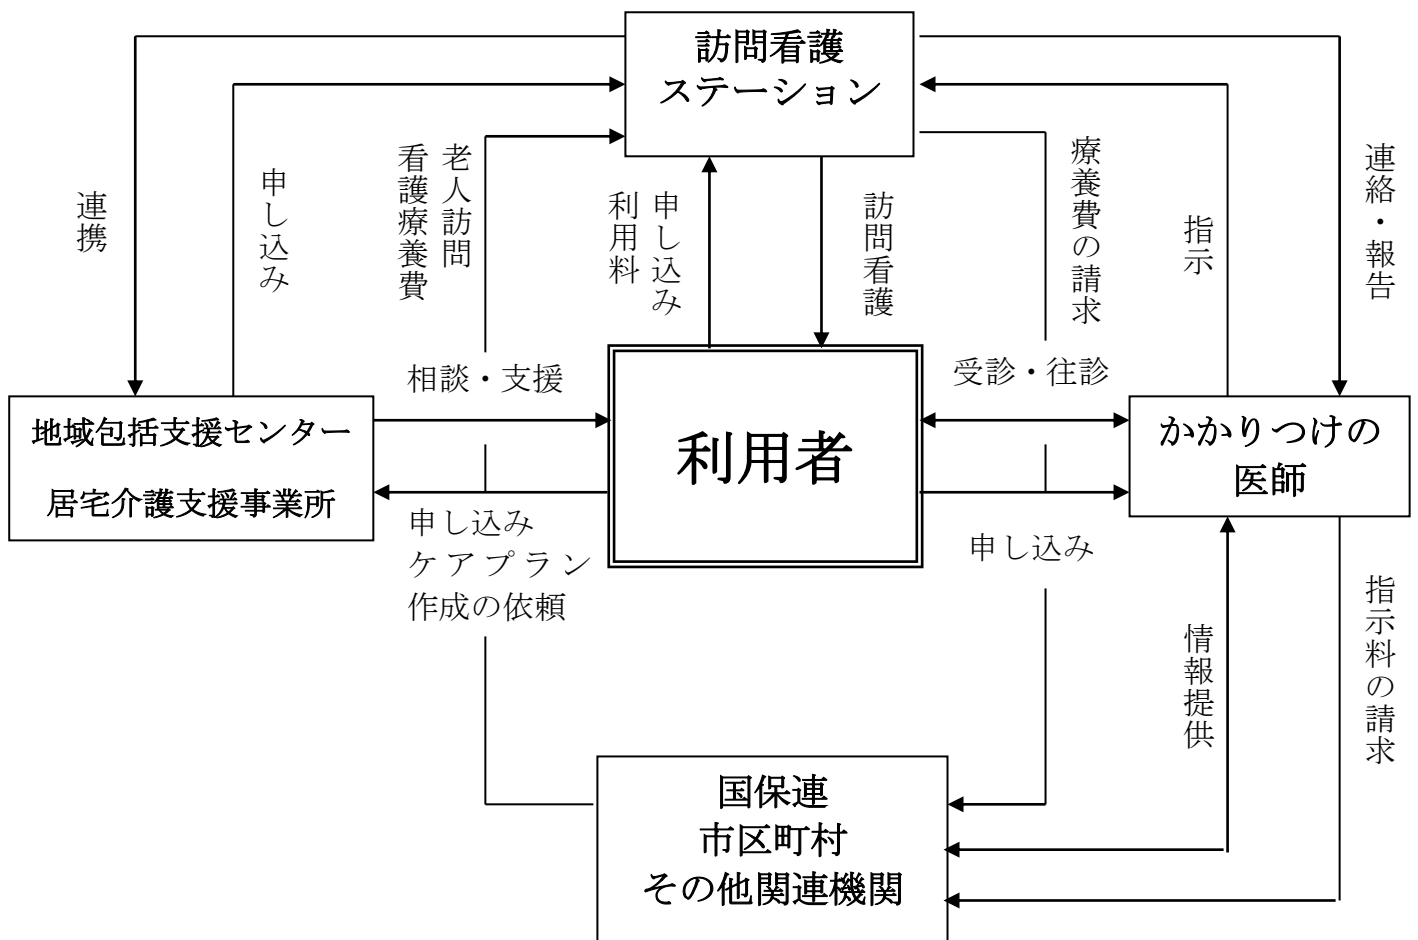 訪問看護
ステーション
連携
申し込み
老人訪問
看護療養費
申し込み
利用料
訪問看護
療養費の請求
指示
連絡・報告
相談・支援
受診・往診
地域包括支援センター
居宅介護支援事業所
利用者
かかりつけの
医師
申し込み
ケアプラン
作成の依頼
申し込み
情報提供
指示料の請求
国保連
市区町村
その他関連機関